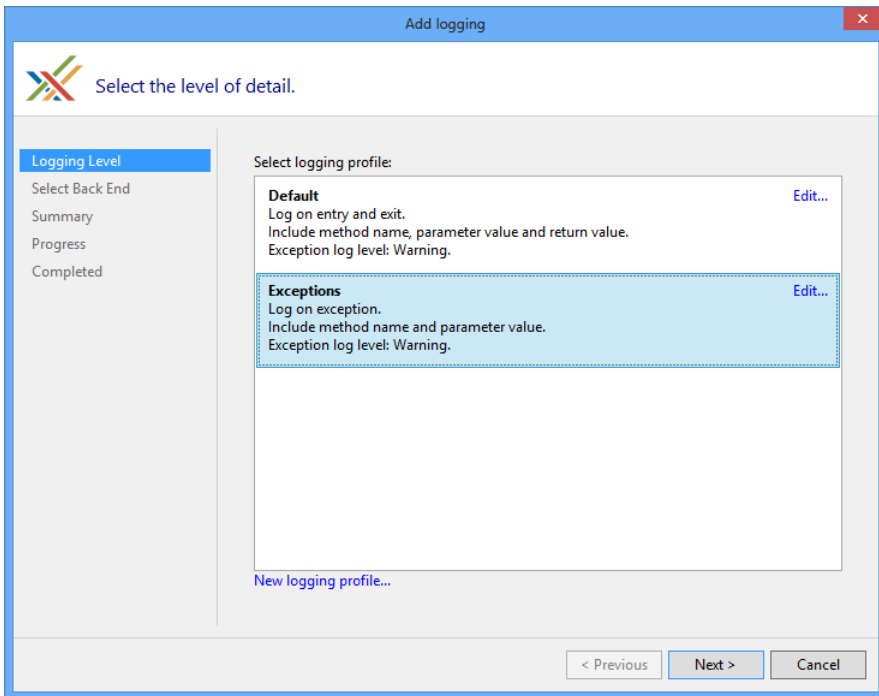 Add logging
Select the level of detail.
Logging Level
Select Back End
Summary
Progress
Completed
Select logging profile:
Default
Edit...
Log on entry and exit.
Include method name, parameter value and return value.
Exception log level: Warning.
Exceptions
Edit...
Log on exception.
Include method name and parameter value.
Exception log level: Warning.
New logging profile...
< Previous
Next >
Cancel